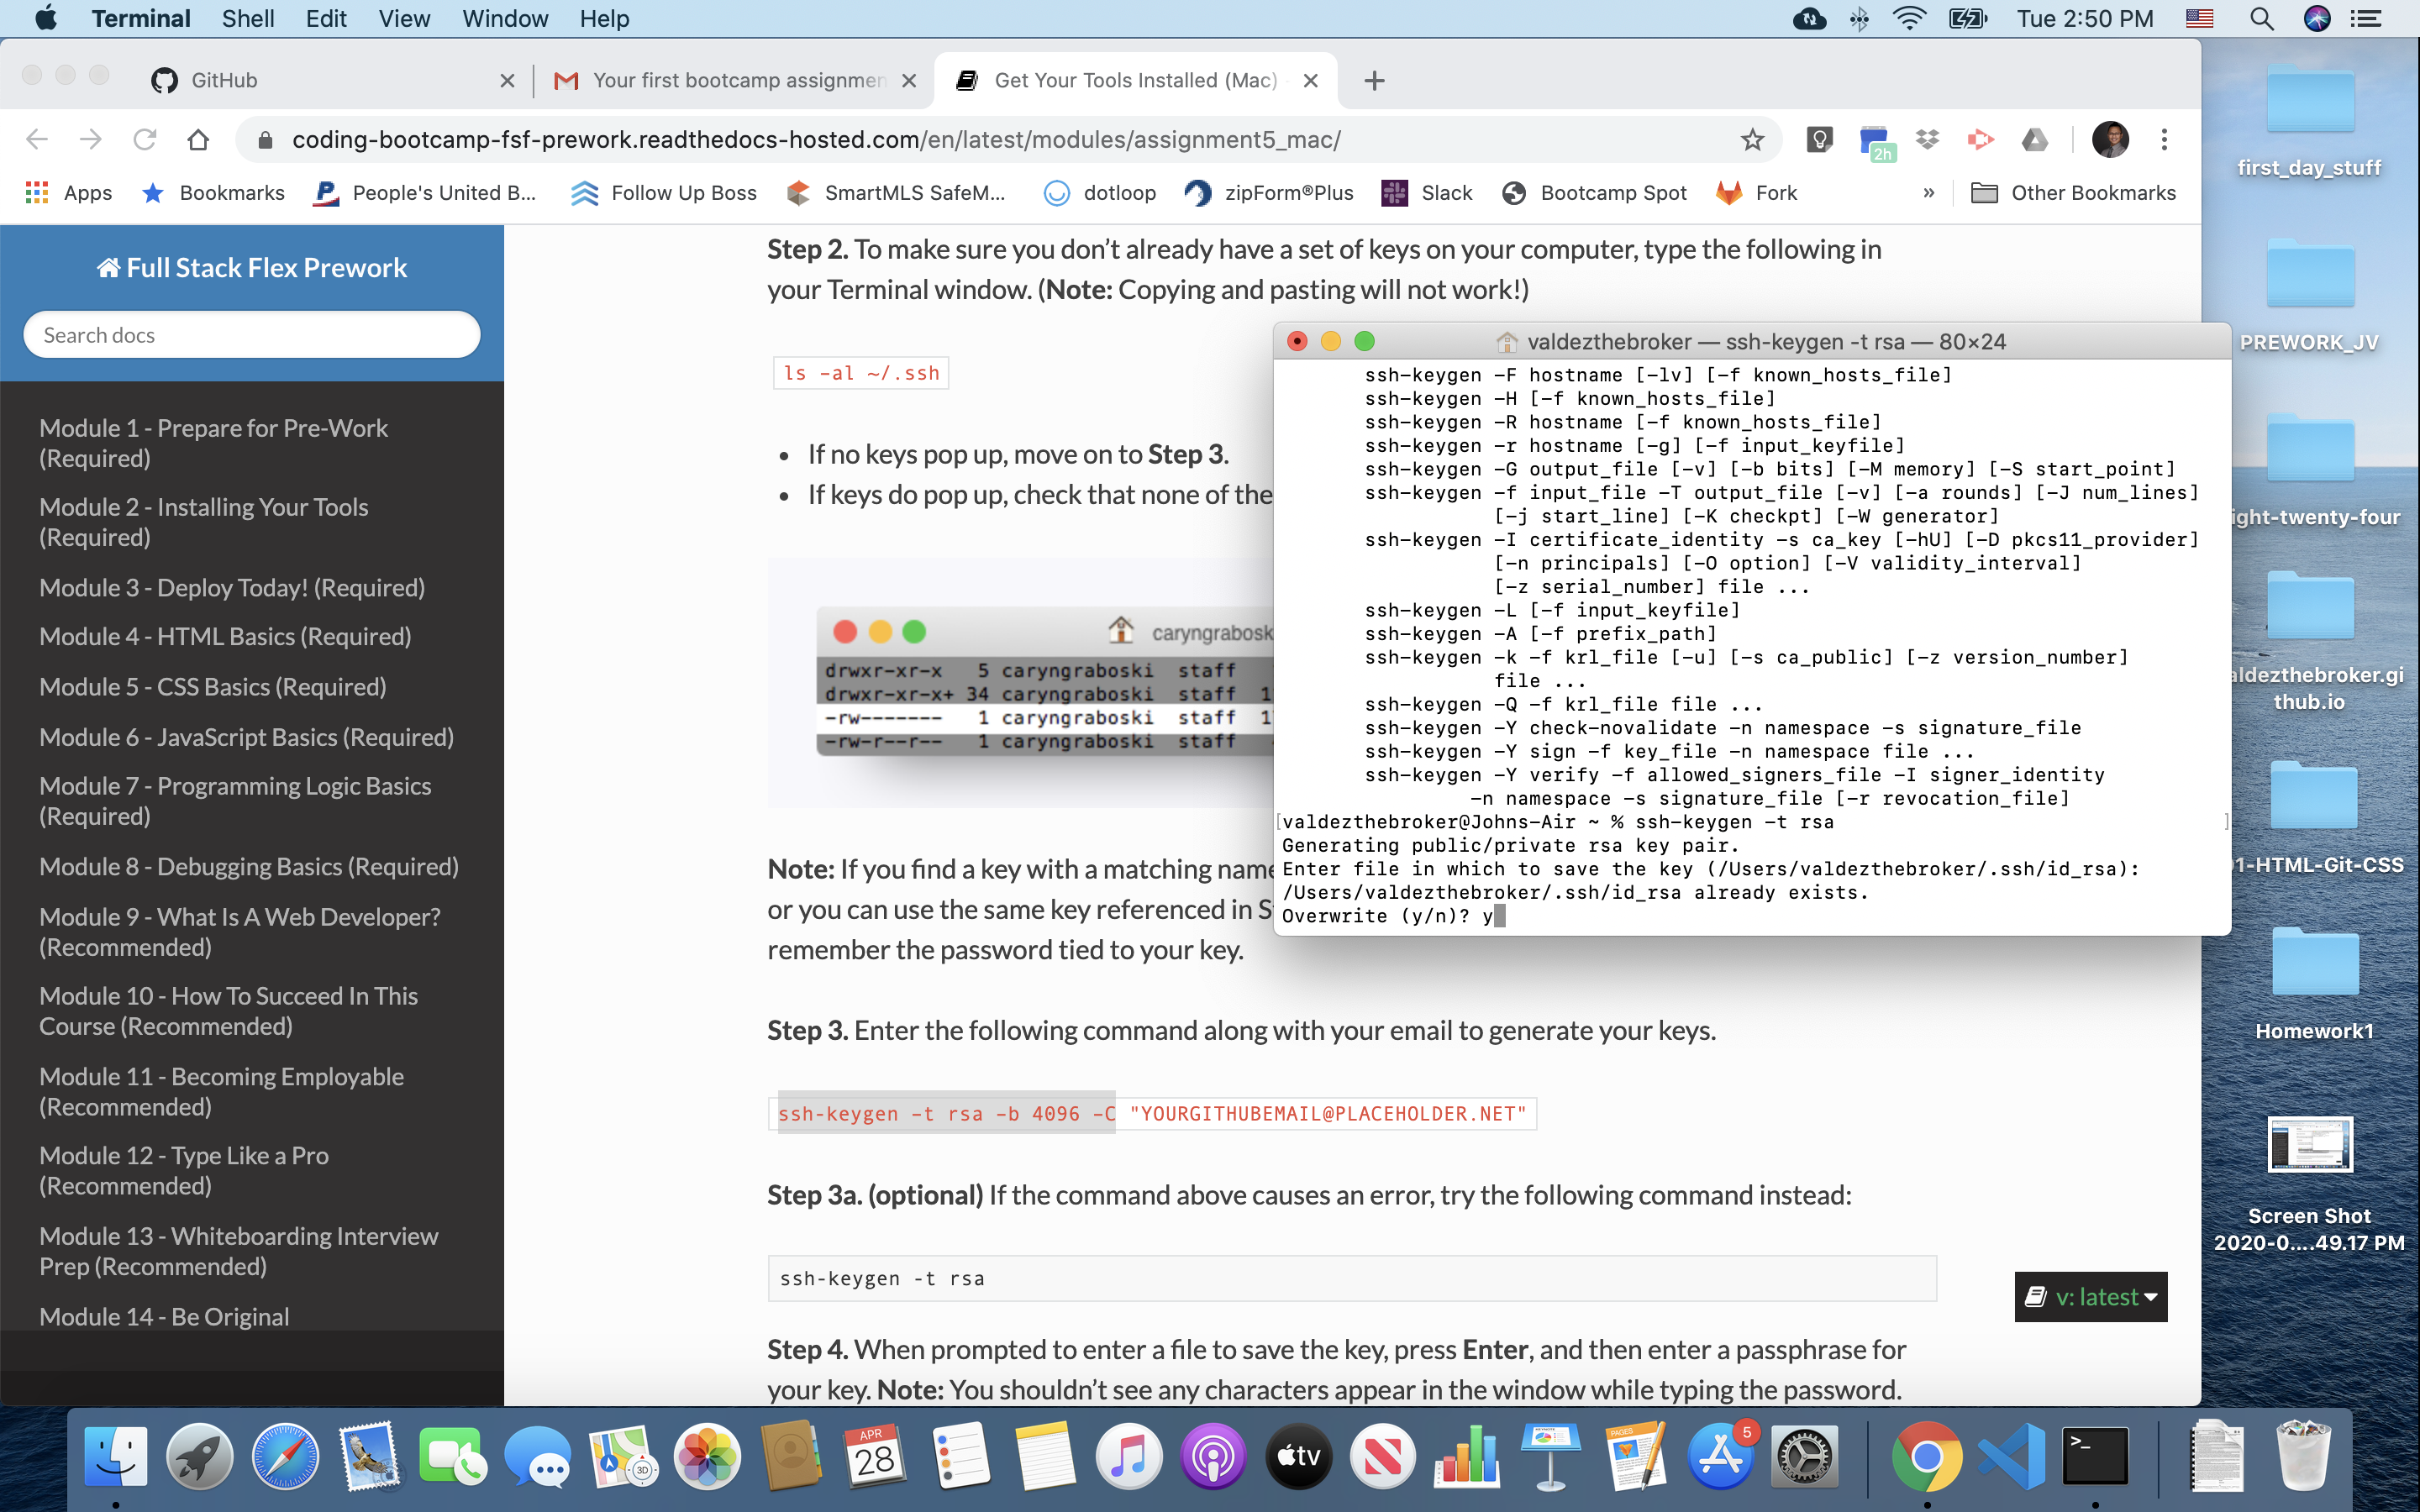 Terminal Shell Edit View Window Help
Tue 2:50 PM
GitHub
Your first bootcamp assignmen
Get Your Tools Installed (Mac)
coding-bootcamp-fsf-prework.readthedocs-hosted.com/en/latest/modules/assignment5_mac/
2h
Apps Bookmarks People's United B... Follow Up Boss SmartMLS SafeM... dotloop zipForm®Plus Slack Bootcamp Spot Fork » Other Bookmarks
Full Stack Flex Prework
Search docs
Module 1 - Prepare for Pre-Work
(Required)
Module 2 - Installing Your Tools
(Required)
Module 3 - Deploy Today! (Required)
Module 4 - HTML Basics (Required)
Module 5 - CSS Basics (Required)
Module 6 - JavaScript Basics (Required)
Module 7 - Programming Logic Basics
(Required)
Module 8 - Debugging Basics (Required)
Module 9 - What Is A Web Developer?
(Recommended)
Module 10 - How To Succeed In This
Course (Recommended)
Module 11 - Becoming Employable
(Recommended)
Module 12 - Type Like a Pro
(Recommended)
Module 13 - Whiteboarding Interview
Prep (Recommended)
Module 14 - Be Original
Step 2. To make sure you don’t already have a set of keys on your computer, type the following in
your Terminal window. (Note: Copying and pasting will not work!)
ls -al ~/.ssh
• If no keys pop up, move on to Step 3.
• If keys do pop up, check that none of the
caryngrabosk
drwxr-xr-x 5 caryngraboski staff
drwxr-xr-x+ 34 caryngraboski staff 1
-rw------- 1 caryngraboski staff 1
-rw-r--r-- 1 caryngraboski staff
Note: If you find a key with a matching name
or you can use the same key referenced in S
remember the password tied to your key.
Step 3. Enter the following command along with your email to generate your keys.
ssh-keygen -t rsa -b 4096 -C "YOURGITHUBEMAIL@PLACEHOLDER.NET"
Step 3a. (optional) If the command above causes an error, try the following command instead:
ssh-keygen -t rsa
Step 4. When prompted to enter a file to save the key, press Enter, and then enter a passphrase for
your key. Note: You shouldn’t see any characters appear in the window while typing the password.
v: latest
valdezthebroker — ssh-keygen -t rsa — 80×24
ssh-keygen -F hostname [-lv] [-f known_hosts_file]
ssh-keygen -H [-f known_hosts_file]
ssh-keygen -R hostname [-f known_hosts_file]
ssh-keygen -r hostname [-g] [-f input_keyfile]
ssh-keygen -G output_file [-v] [-b bits] [-M memory] [-S start_point]
ssh-keygen -f input_file -T output_file [-v] [-a rounds] [-J num_lines]
[-j start_line] [-K checkpt] [-W generator]
ssh-keygen -I certificate_identity -s ca_key [-hU] [-D pkcs11_provider]
[-n principals] [-O option] [-V validity_interval]
[-z serial_number] file ...
ssh-keygen -L [-f input_keyfile]
ssh-keygen -A [-f prefix_path]
ssh-keygen -k -f krl_file [-u] [-s ca_public] [-z version_number]
file ...
ssh-keygen -Q -f krl_file file ...
ssh-keygen -Y check-novalidate -n namespace -s signature_file
ssh-keygen -Y sign -f key_file -n namespace file ...
ssh-keygen -Y verify -f allowed_signers_file -I signer_identity
-n namespace -s signature_file [-r revocation_file]
[valdezthebroker@Johns-Air ~ % ssh-keygen -t rsa ]
Generating public/private rsa key pair.
Enter file in which to save the key (/Users/valdezthebroker/.ssh/id_rsa):
/Users/valdezthebroker/.ssh/id_rsa already exists.
Overwrite (y/n)? y
first_day_stuff
PREWORK_JV
ight-twenty-four
aldezthebroker.gi
thub.io
01-HTML-Git-CSS
Homework1
Screen Shot
2020-0....49.17 PM
3D
APR
28
tv
PAGES
5
>_